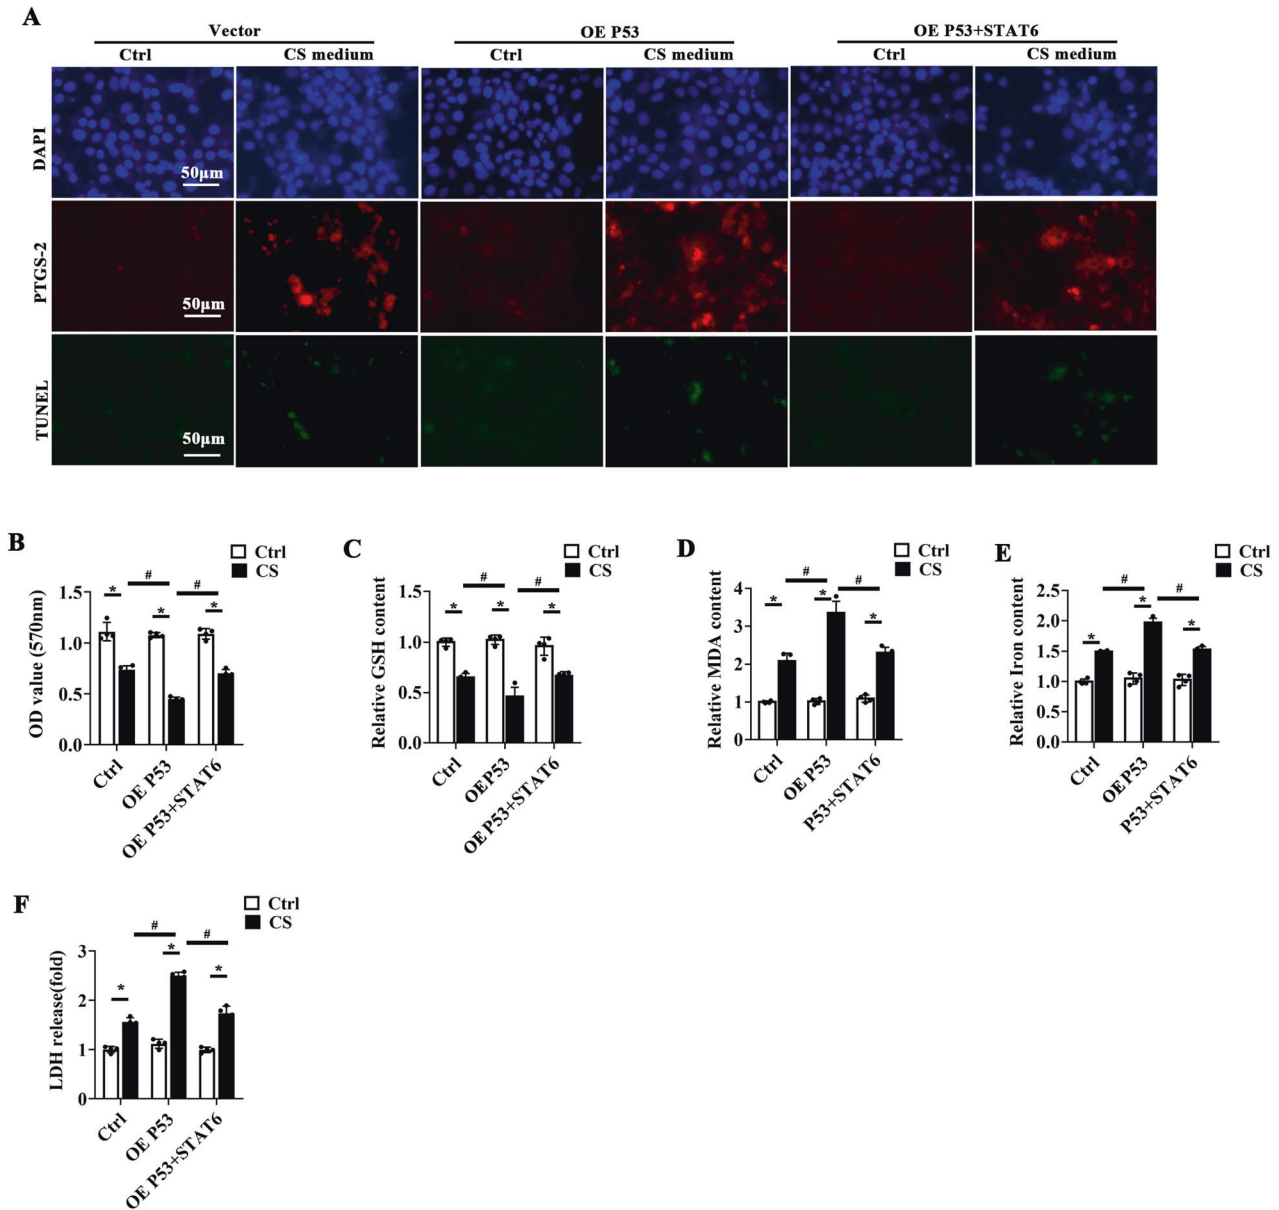 A
Vector OE P53 OE P53+STAT6
Ctrl CS medium Ctrl CS medium Ctrl CS medium
DAPI
50μm
PTGS-2
50μm
TUNEL
50μm
B
Ctrl
CS
OD value (570nm)
1.5
1.0
0.5
0.0
* # * # *
Ctrl
OE P53
OE P53+STAT6
C
Ctrl
CS
Relative GSH content
1.5
1.0
0.5
0.0
* # * # *
Ctrl
OEP53
OE P53+STAT6
D
Ctrl
CS
Relative MDA content
4
3
2
1
0
* # * # *
Ctrl
OE P53
P53+STAT6
E
Ctrl
CS
Relative Iron content
2.5
2.0
1.5
1.0
0.5
0.0
* # * # *
Ctrl
OE P53
P53+STAT6
F
Ctrl
CS
LDH release(fold)
3
2
1
0
* # * # *
Ctrl
OE P53
OE P53+STAT6